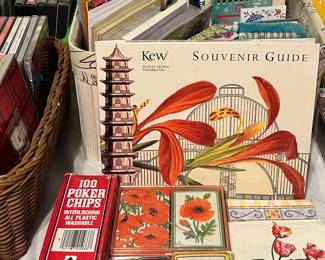 Kew
PLANTS PEOPLE
POSSIBILITIES
SOUVENIR GUIDE
100
POKER
CHIPS
INTERLOCKING
ALL PLASTIC
WASHABLE